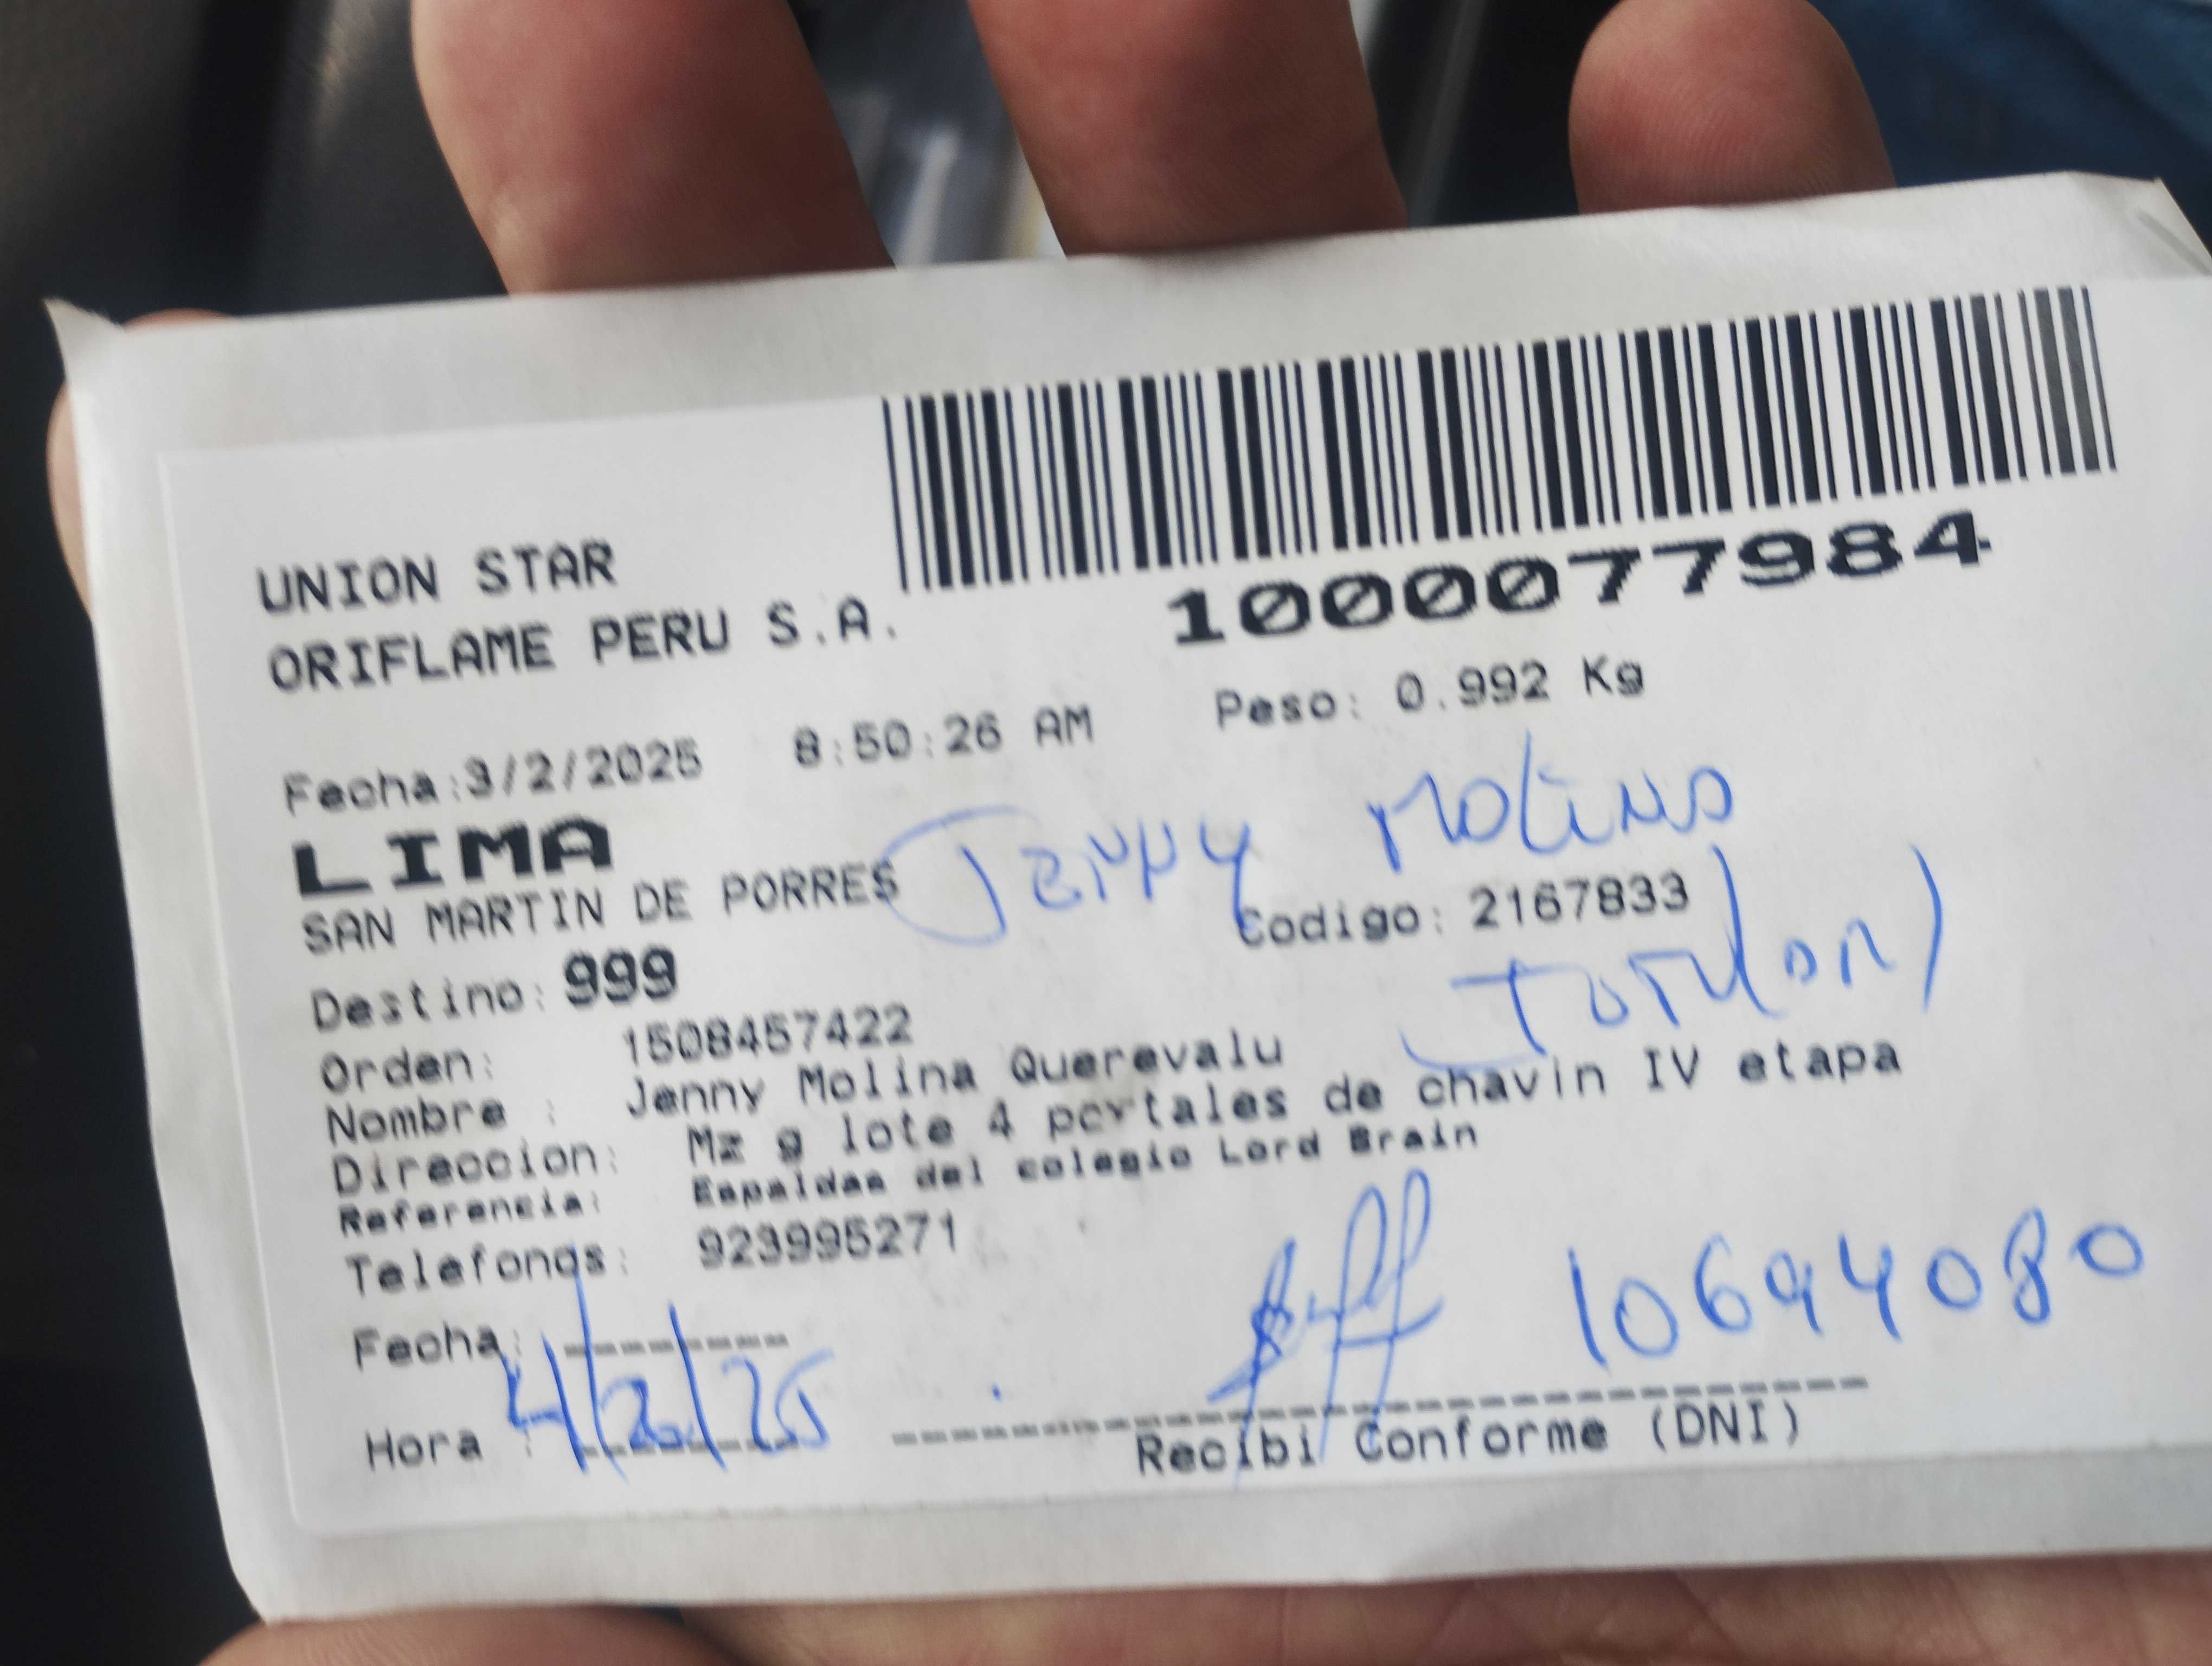 UNION STAR
ORIFLAME PERU S.A.
1000077984
Fecha:3/2/2025 8:50:26 AM Peso: 0.992 Kg
LIMA
Jenny Molina
SAN MARTIN DE PORRES
Codigo: 2167833
Destino: 999
Orden: 1508457422
Nombre : Jenny Molina Querevalu
Direccion: Mz g lote 4 portales de chavin IV etapa
Referencia: Espaldas del colegio Lord Brain
Telefonos: 923995271
Fecha:
4/2/25
10694080
Hora :
Recibi Conforme (DNI)